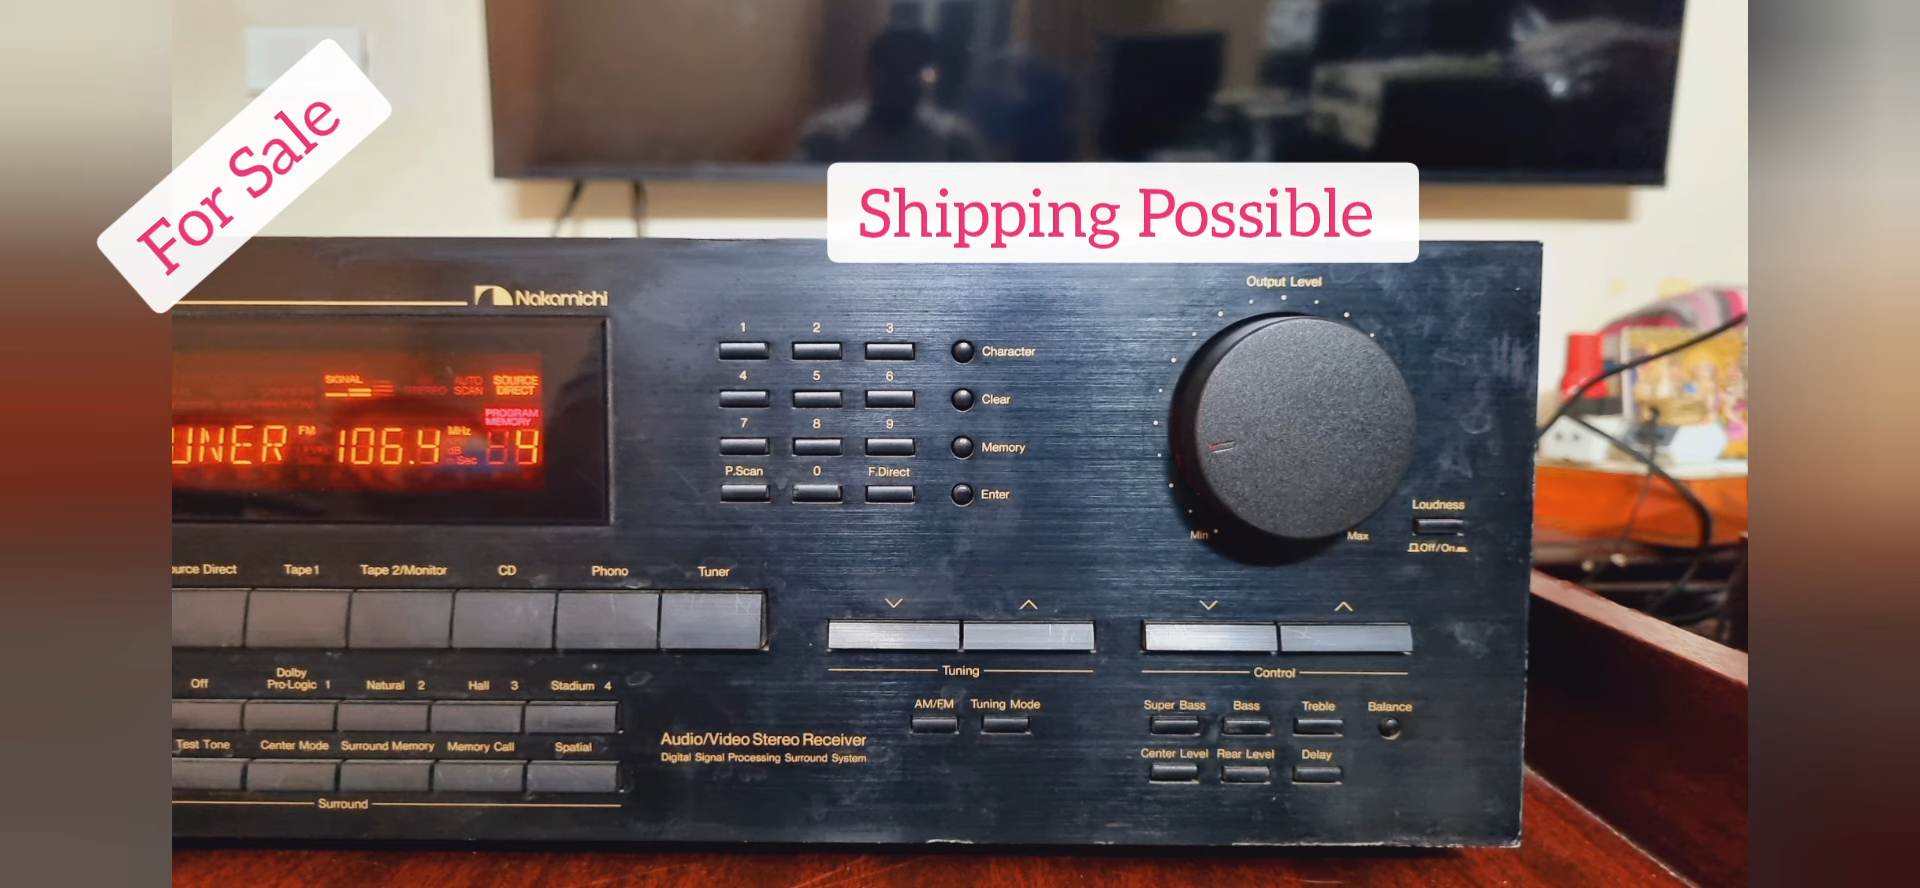 For Sale
Shipping Possible
Nakamichi
Output Level
1 2 3
Character
4 5 6
Clear
7 8 9
Memory
P.Scan 0 F.Direct
Enter
SIGNAL
AUTO SCAN
SOURCE DIRECT
STEREO
PROGRAM MEMORY
UNER FM 106.4 MHz 4
dB
Sec
Min
Max
Loudness
Off/On
urce Direct Tape 1 Tape 2/Monitor CD Phono Tuner
Tuning
Control
Off
Dolby
Pro-Logic 1 Natural 2 Hall 3 Stadium 4
Test Tone Center Mode Surround Memory Memory Call Spatial
Surround
AM/FM Tuning Mode
Super Bass Bass Treble Balance
Center Level Rear Level Delay
Audio/Video Stereo Receiver
Digital Signal Processing Surround System